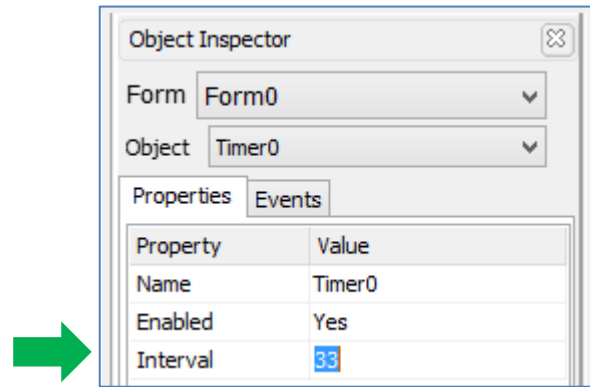 Object Inspector
Form Form0
Object Timer0
Properties Events
Property Value
Name Timer0
Enabled Yes
Interval 33